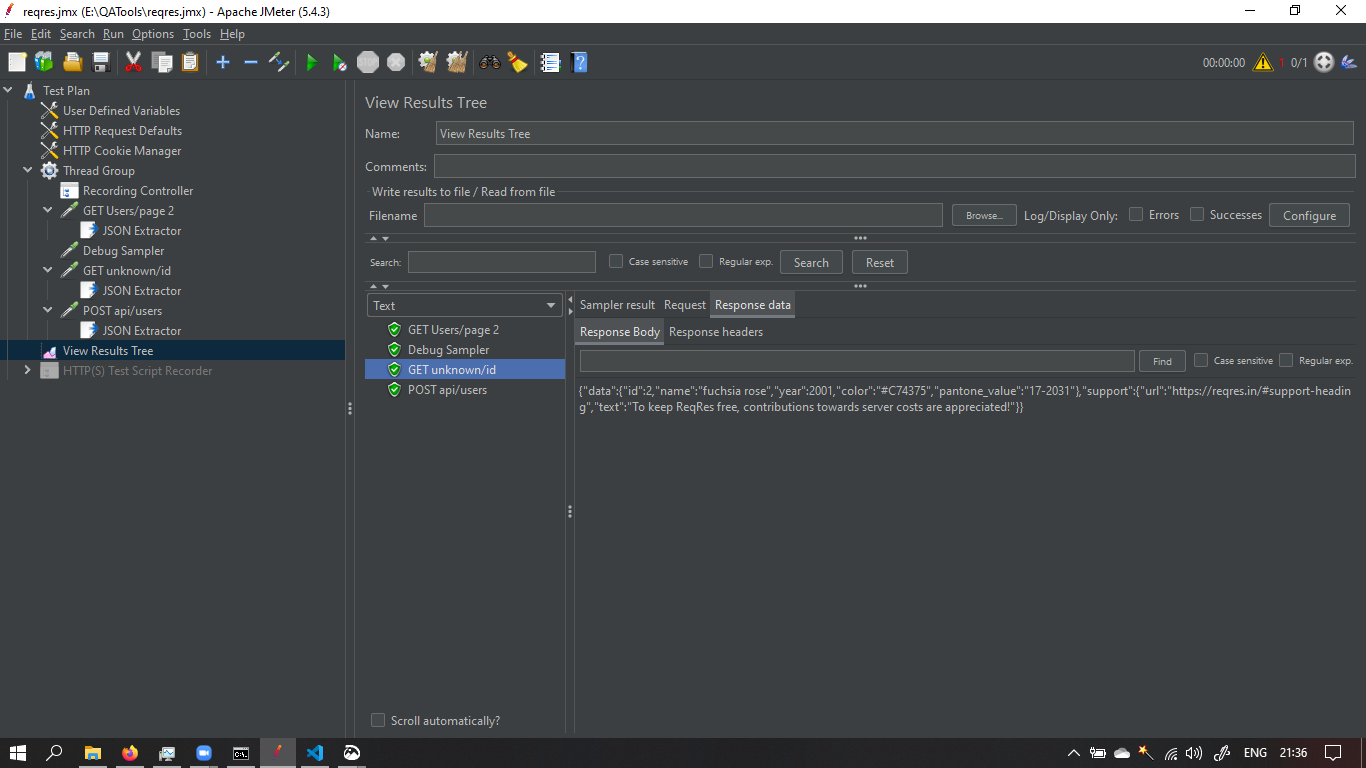 reqres.jmx (E:\QATools\reqres.jmx) - Apache JMeter (5.4.3)
File Edit Search Run Options Tools Help
STOP
00:00:00 1 0/1
Test Plan
User Defined Variables
HTTP Request Defaults
HTTP Cookie Manager
Thread Group
Recording Controller
GET Users/page 2
JSON Extractor
Debug Sampler
GET unknown/id
JSON Extractor
POST api/users
JSON Extractor
View Results Tree
HTTP(S) Test Script Recorder
View Results Tree
Name: View Results Tree
Comments:
Write results to file / Read from file
Filename Browse... Log/Display Only: Errors Successes Configure
Search: Case sensitive Regular exp. Search Reset
Text
GET Users/page 2
Debug Sampler
GET unknown/id
POST api/users
Scroll automatically?
Sampler result Request Response data
Response Body Response headers
Find Case sensitive Regular exp.
{"data":{"id":2,"name":"fuchsia rose","year":2001,"color":"#C74375","pantone_value":"17-2031"},"support":{"url":"https://reqres.in/#support-headin
g","text":"To keep ReqRes free, contributions towards server costs are appreciated!"}}
ENG 21:36